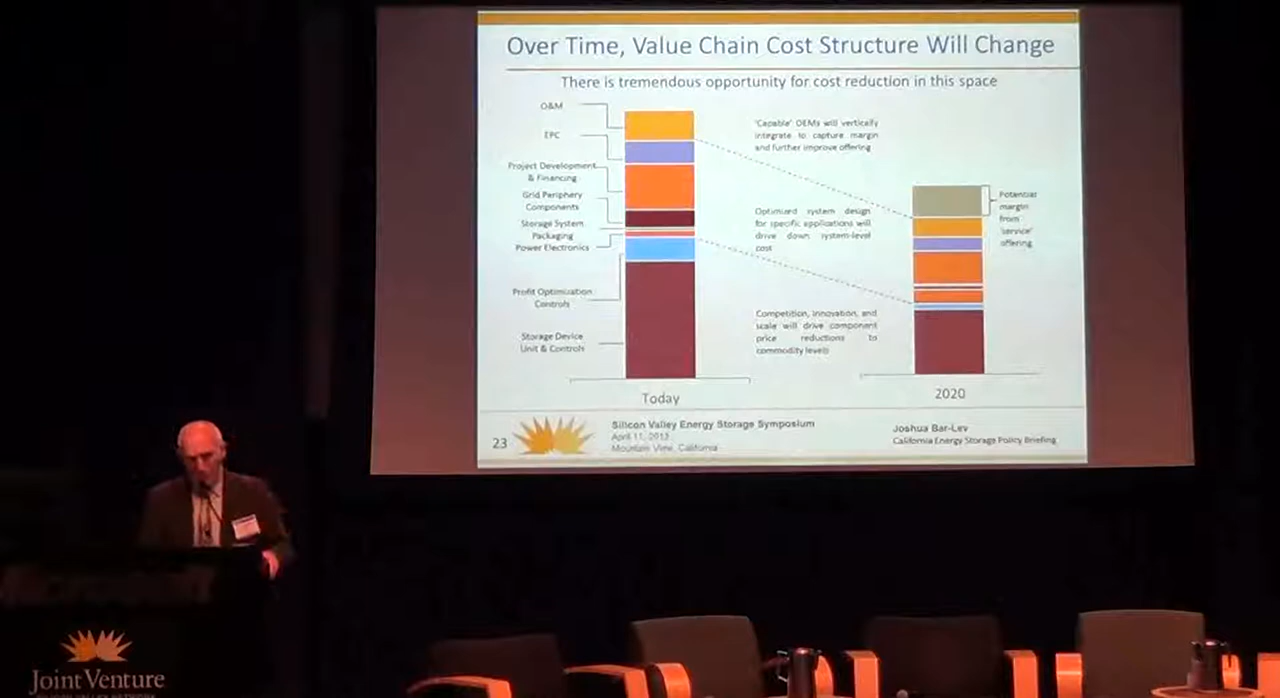 Over Time, Value Chain Cost Structure Will Change
There is tremendous opportunity for cost reduction in this space
O&M
EPC
Project Development
& Financing
Grid Periphery
Components
Storage System
Packaging
Power Electronics
Profit Optimization
Controls
Storage Device
Unit & Controls
'Capable' OEMs will vertically
integrate to capture margin
and further improve offering
Optimized system design
for specific applications will
drive down system-level
cost
Competition, innovation, and
scale will drive component
price reductions to
commodity levels
Potential
margin
from
'service'
offering
Today
2020
23
Silicon Valley Energy Storage Symposium
April 11, 2013
Mountain View, California
Joshua Bar-Lev
California Energy Storage Policy Briefing
Joint Venture